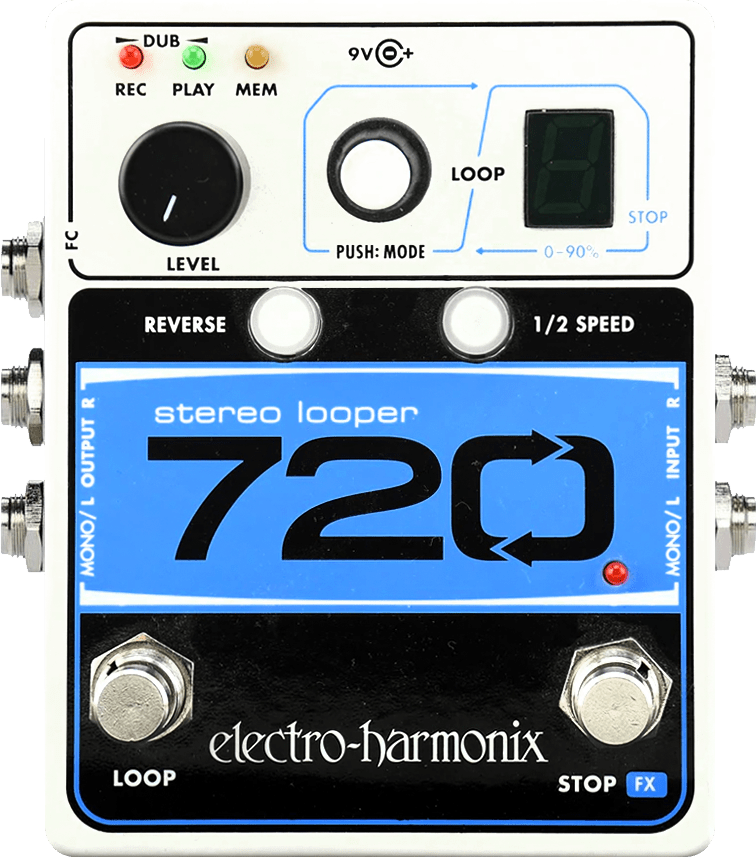 DUB
REC PLAY MEM
9V
LOOP
STOP
PUSH: MODE
0-90%
FC
LEVEL
REVERSE
1/2 SPEED
stereo looper
720
MONO/L OUTPUT R
MONO/L INPUT R
electro-harmonix
LOOP
STOP FX